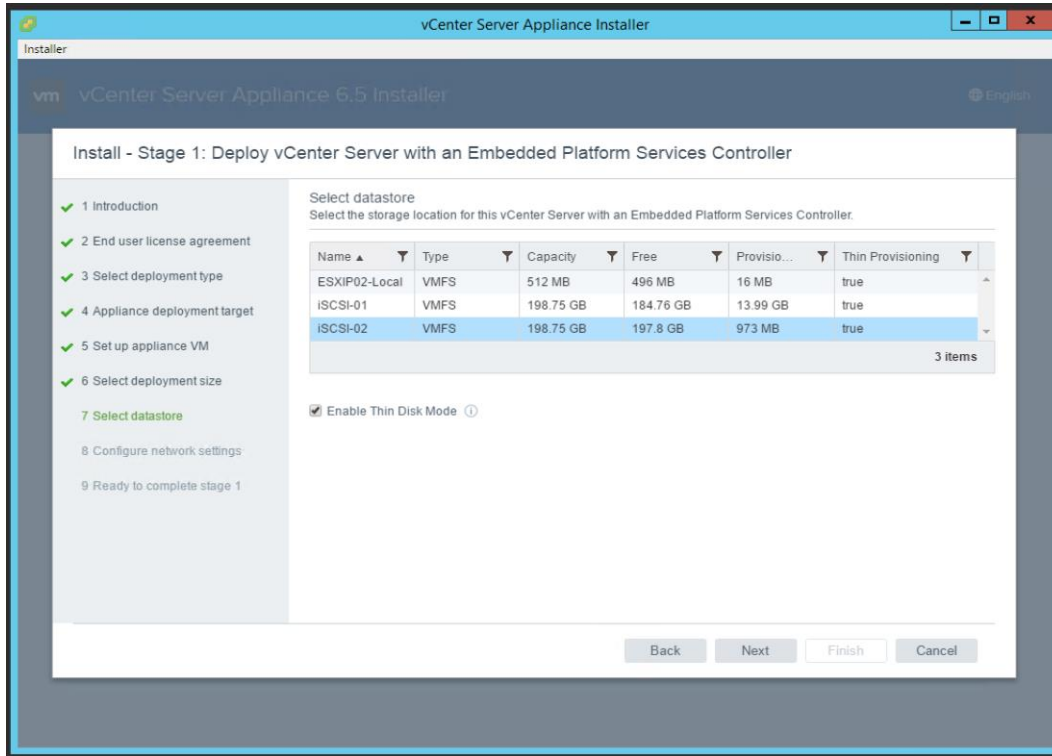 vCenter Server Appliance Installer
Installer
vm vCenter Server Appliance 6.5 Installer English
Install - Stage 1: Deploy vCenter Server with an Embedded Platform Services Controller
1 Introduction
2 End user license agreement
3 Select deployment type
4 Appliance deployment target
5 Set up appliance VM
6 Select deployment size
7 Select datastore
8 Configure network settings
9 Ready to complete stage 1
Select datastore
Select the storage location for this vCenter Server with an Embedded Platform Services Controller.
Name Type Capacity Free Provisio... Thin Provisioning
ESXIP02-Local VMFS 512 MB 496 MB 16 MB true
iSCSI-01 VMFS 198.75 GB 184.76 GB 13.99 GB true
iSCSI-02 VMFS 198.75 GB 197.8 GB 973 MB true
3 items
Enable Thin Disk Mode
Back Next Finish Cancel